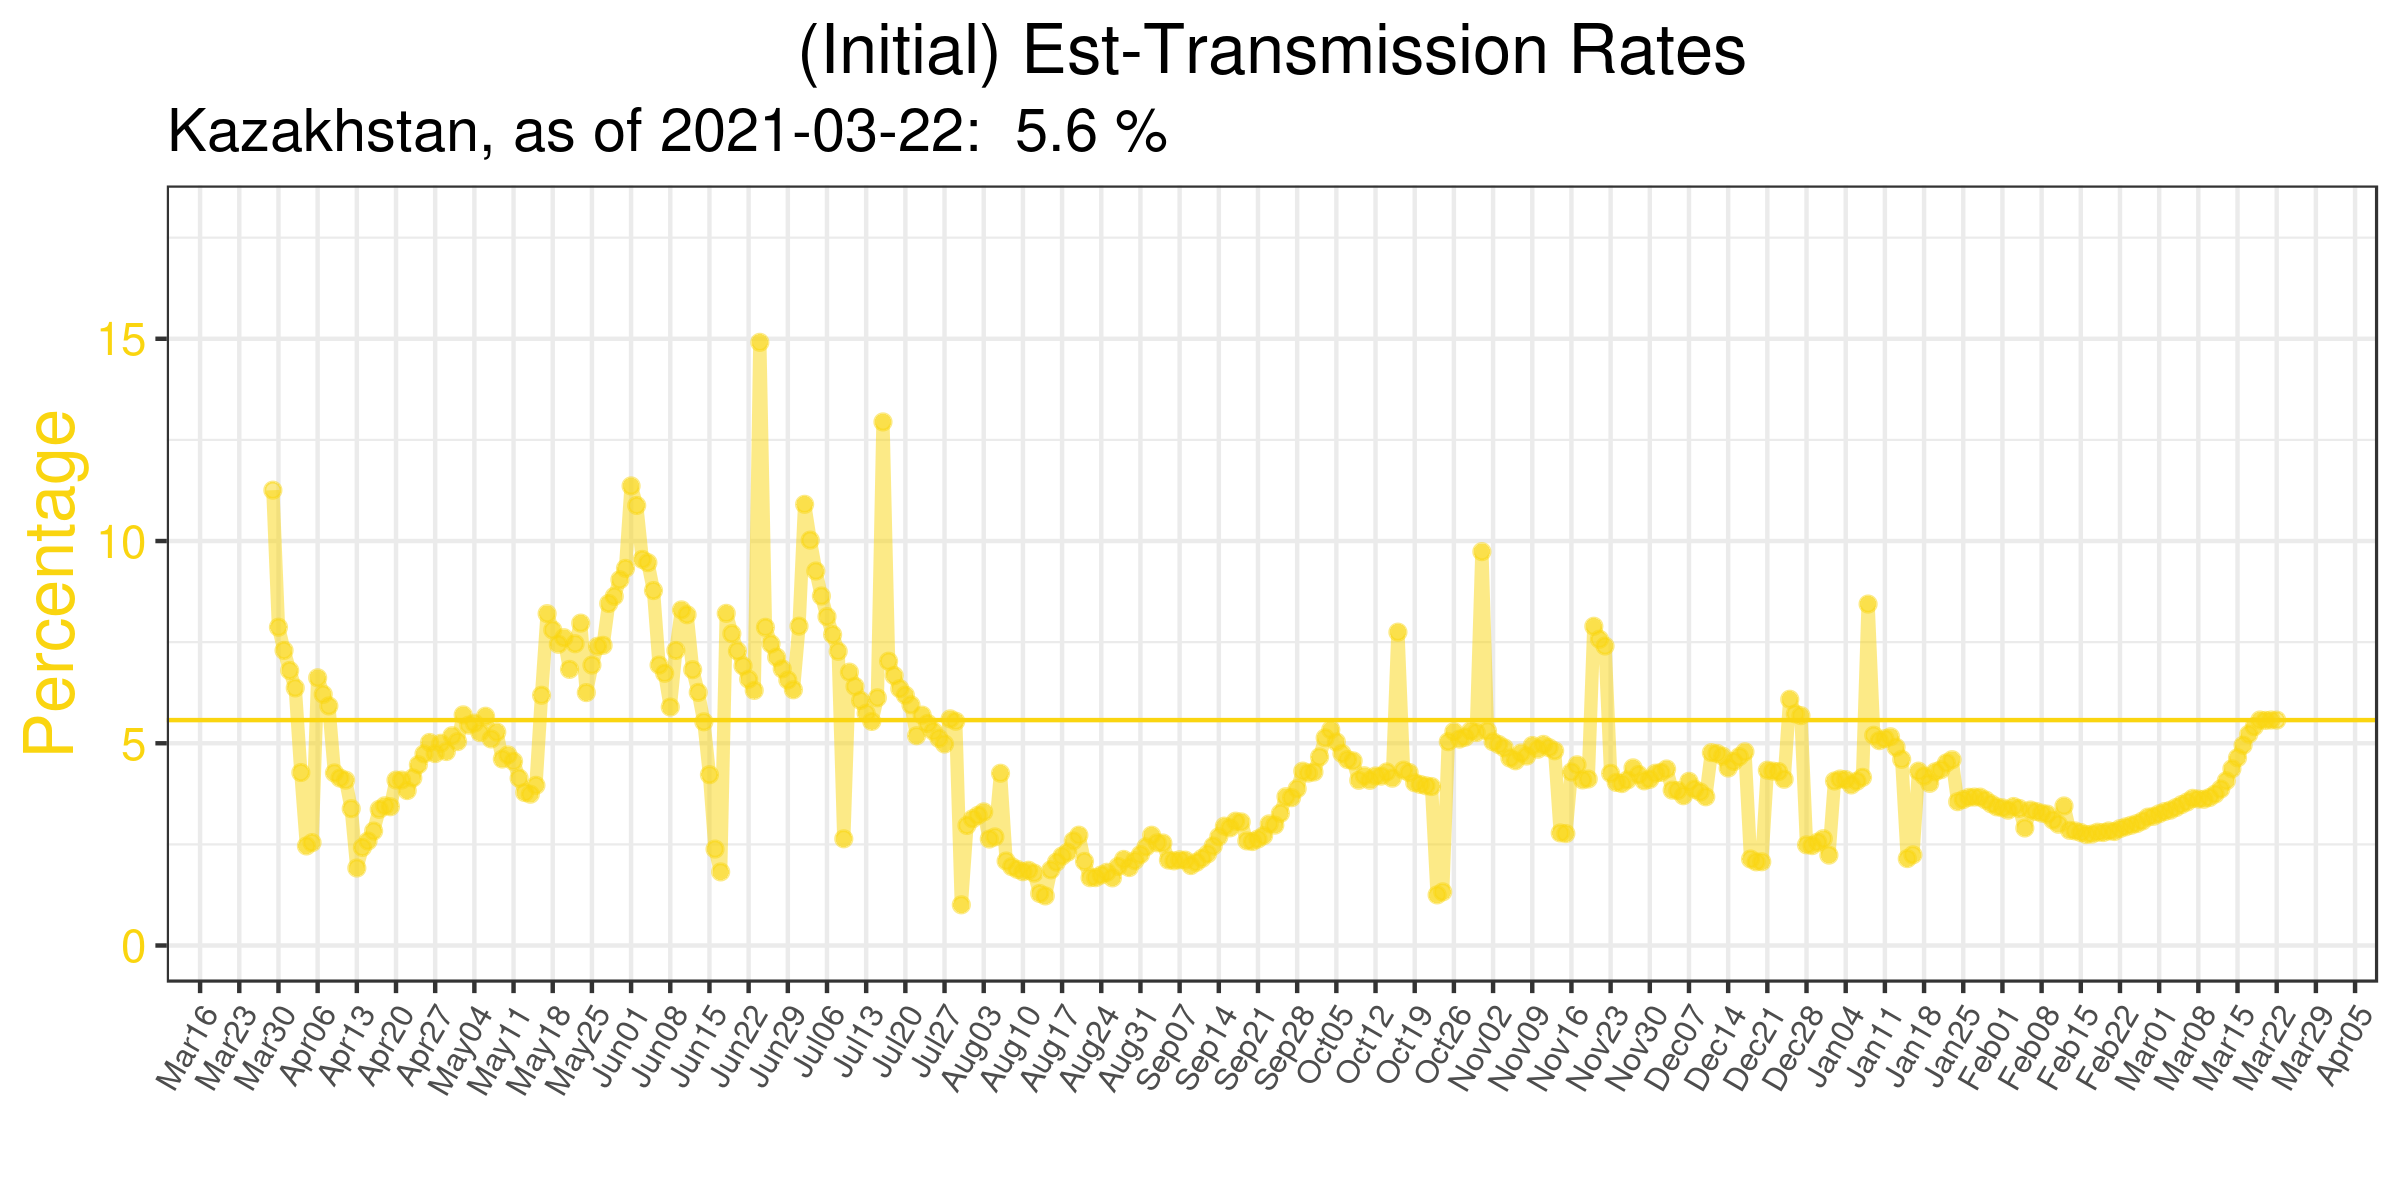 (Initial) Est-Transmission Rates
Kazakhstan, as of 2021-03-22:  5.6 %
Percentage
15
10
5
0
Mar16 Mar23 Mar30 Apr06 Apr13 Apr20 Apr27 May04 May11 May18 May25 Jun01 Jun08 Jun15 Jun22 Jun29 Jul06 Jul13 Jul20 Jul27 Aug03 Aug10 Aug17 Aug24 Aug31 Sep07 Sep14 Sep21 Sep28 Oct05 Oct12 Oct19 Oct26 Nov02 Nov09 Nov16 Nov23 Nov30 Dec07 Dec14 Dec21 Dec28 Jan04 Jan11 Jan18 Jan25 Feb01 Feb08 Feb15 Feb22 Mar01 Mar08 Mar15 Mar22 Mar29 Apr05